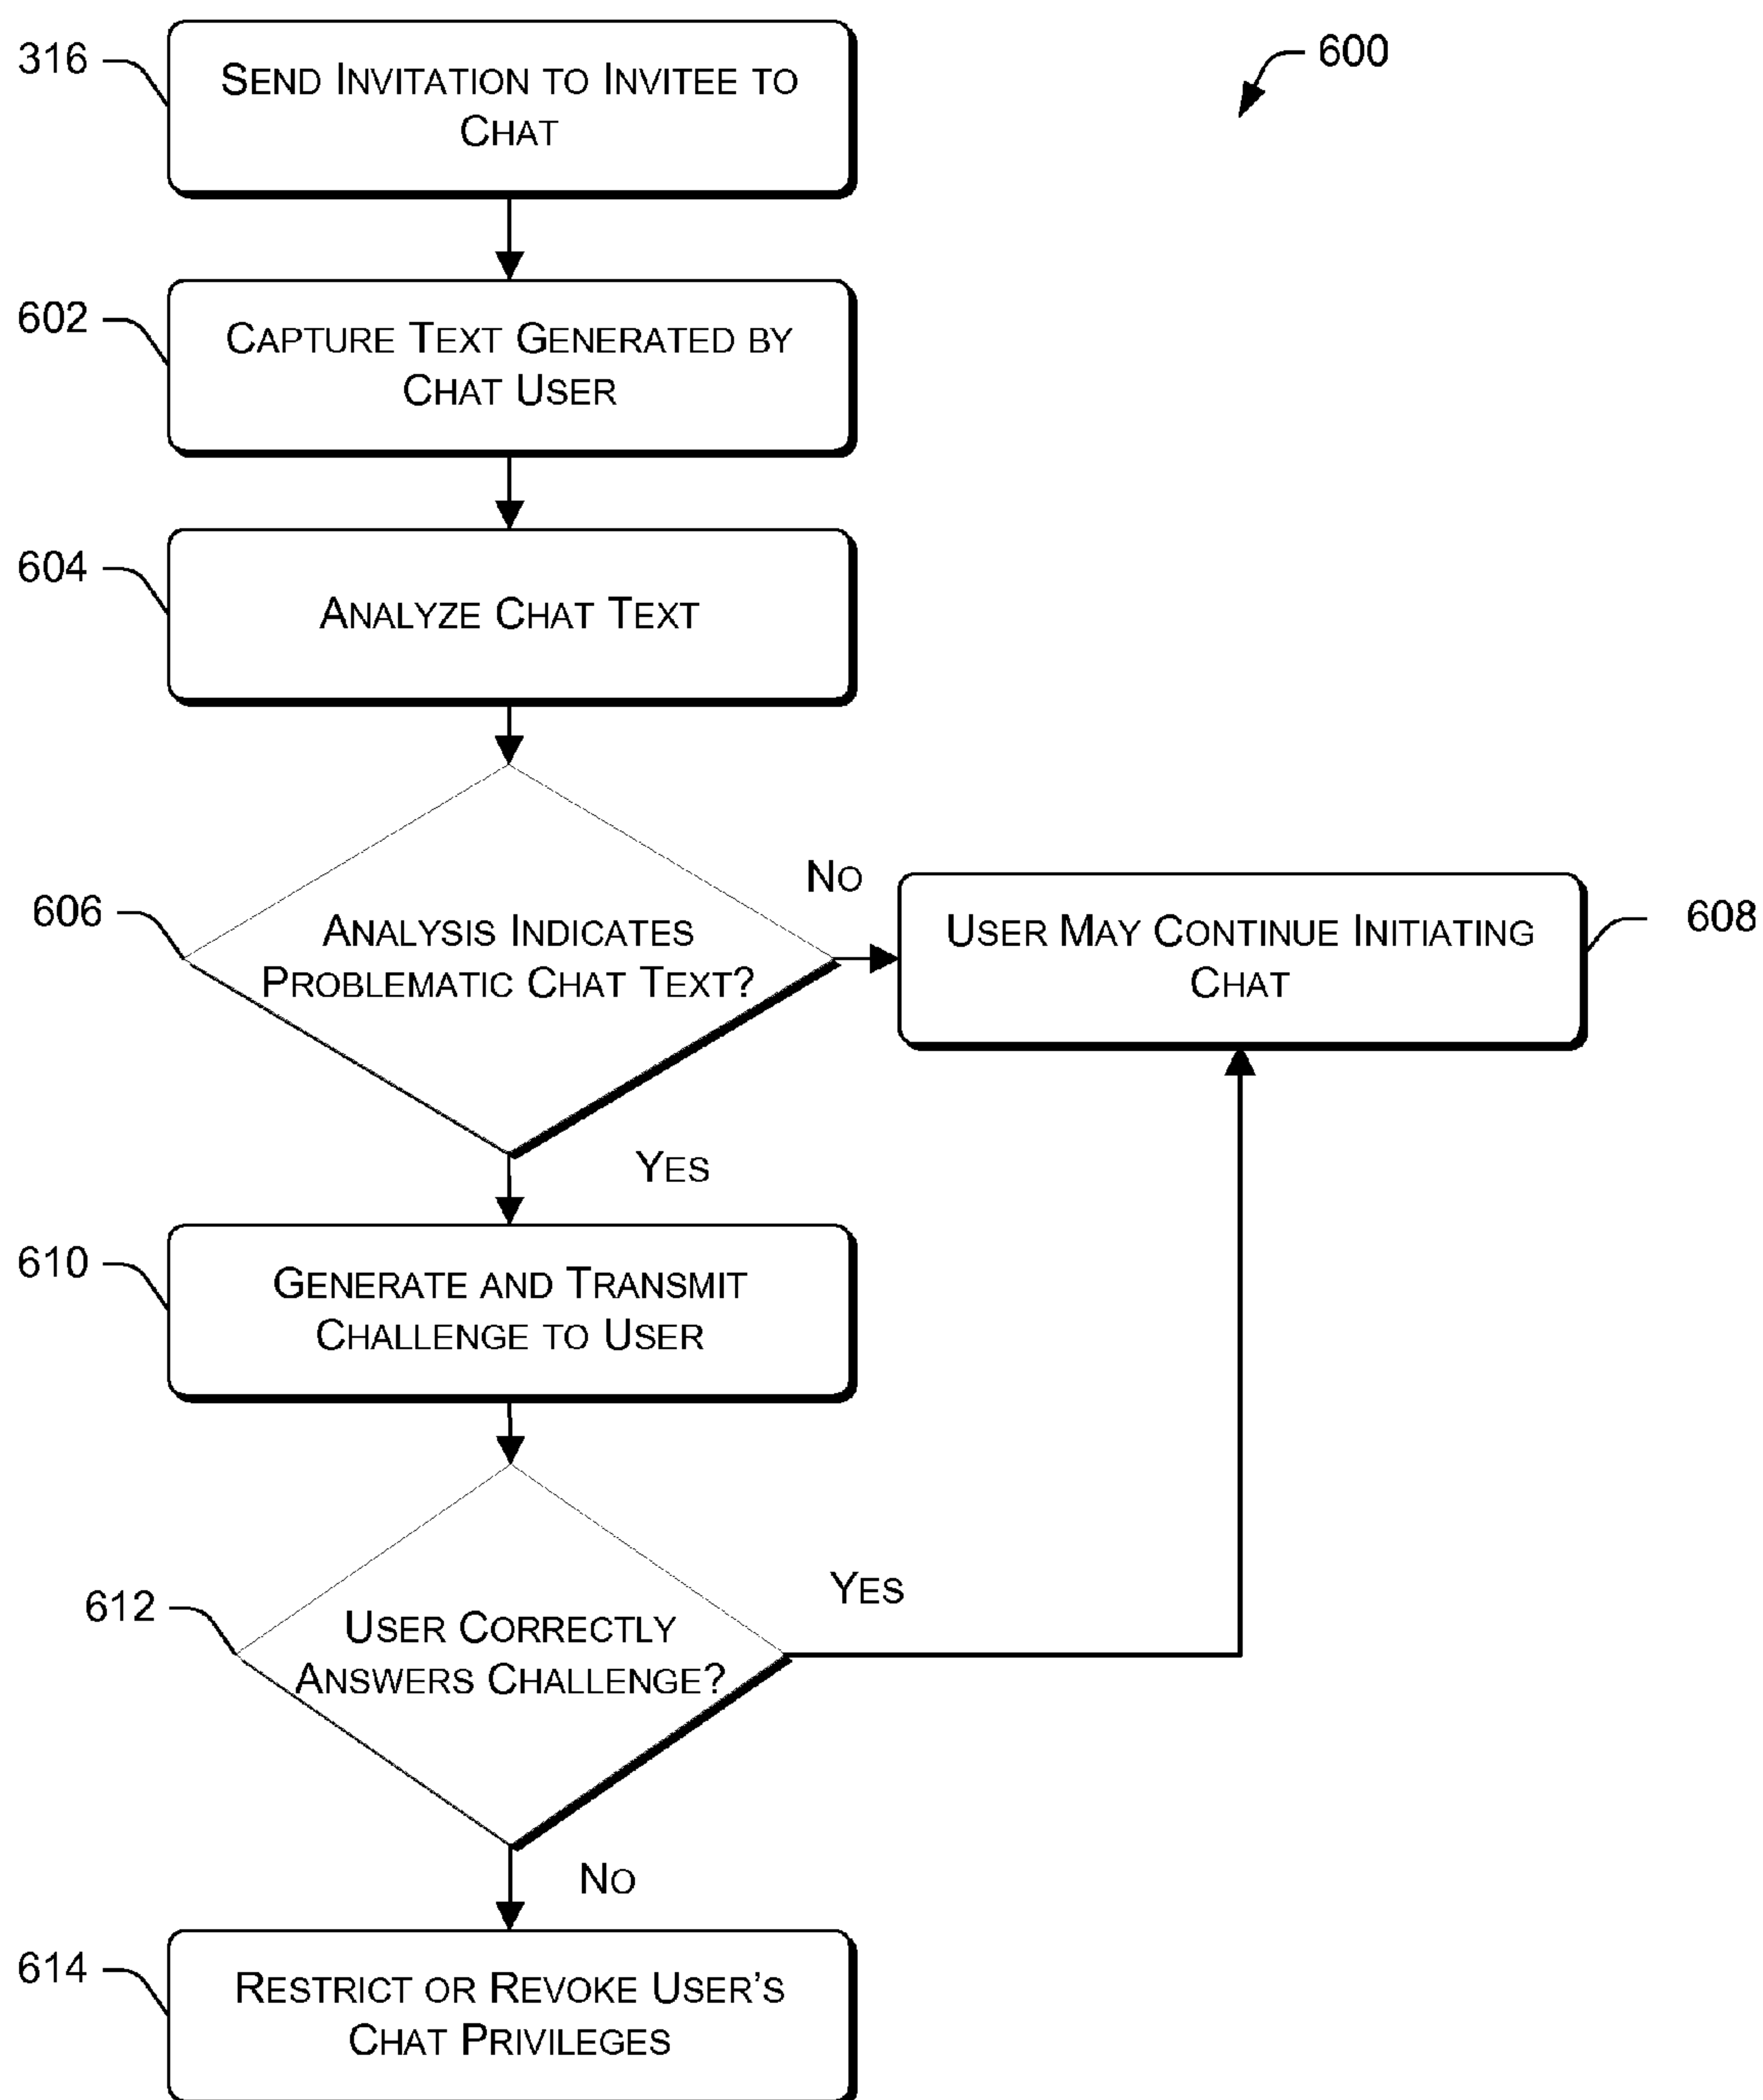 316
SEND INVITATION TO INVITEE TO
CHAT
600
602
CAPTURE TEXT GENERATED BY
CHAT USER
604
ANALYZE CHAT TEXT
606
ANALYSIS INDICATES
PROBLEMATIC CHAT TEXT?
NO
USER MAY CONTINUE INITIATING
CHAT
608
YES
610
GENERATE AND TRANSMIT
CHALLENGE TO USER
612
USER CORRECTLY
ANSWERS CHALLENGE?
YES
NO
614
RESTRICT OR REVOKE USER'S
CHAT PRIVILEGES